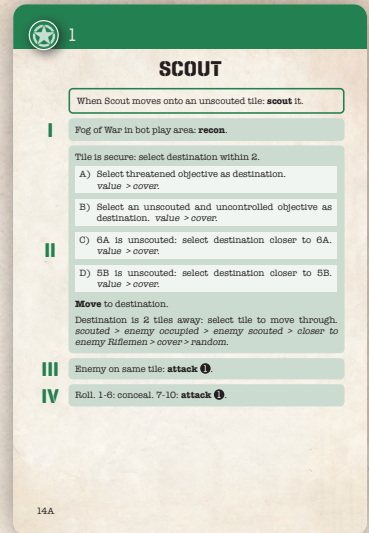 1
SCOUT
When Scout moves onto an unscouted tile: scout it.
I
Fog of War in bot play area: recon.
Tile is secure: select destination within 2.
A) Select threatened objective as destination.
value > cover.
B) Select an unscouted and uncontrolled objective as
destination. value > cover.
II
C) 6A is unscouted: select destination closer to 6A.
value > cover.
D) 5B is unscouted: select destination closer to 5B.
value > cover.
Move to destination.
Destination is 2 tiles away: select tile to move through.
scouted > enemy occupied > enemy scouted > closer to
enemy Riflemen > cover > random.
III
Enemy on same tile: attack ❶.
IV
Roll. 1-6: conceal. 7-10: attack ❶.
14A